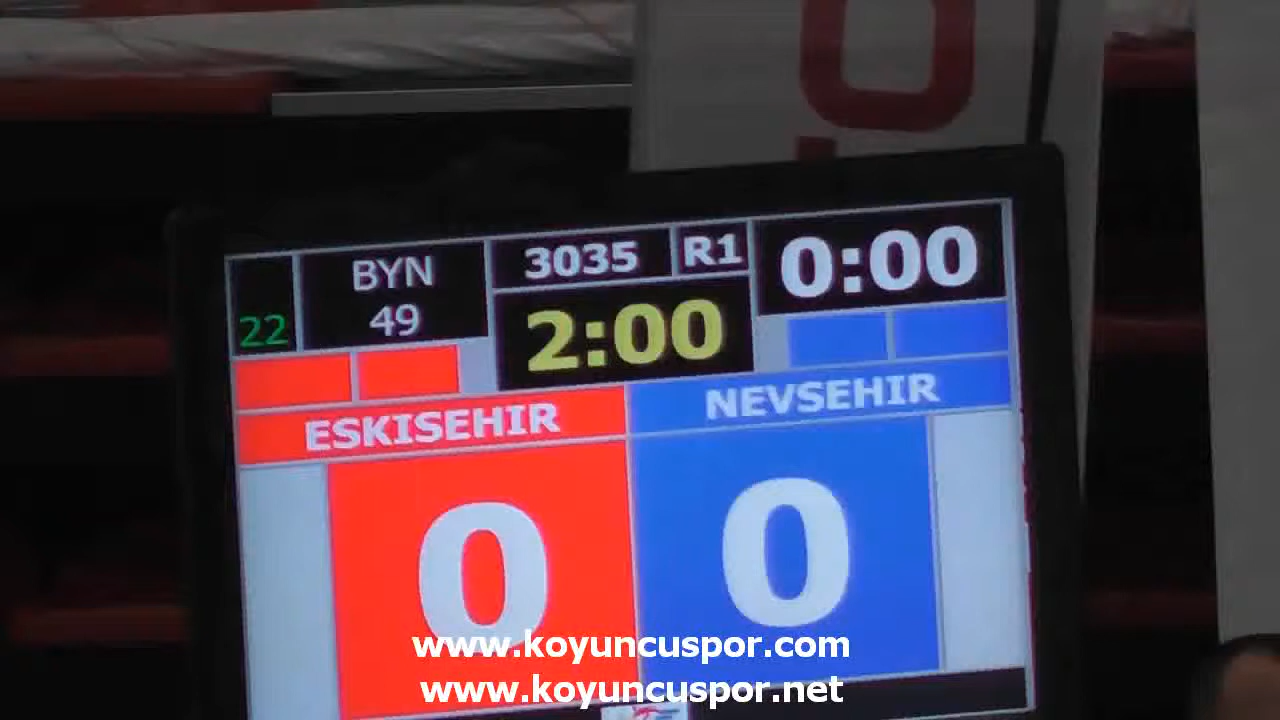 22
BYN
49
3035
R1
2:00
0:00
ESKISEHIR
NEVSEHIR
0
0
www.koyuncuspor.com
www.koyuncuspor.net